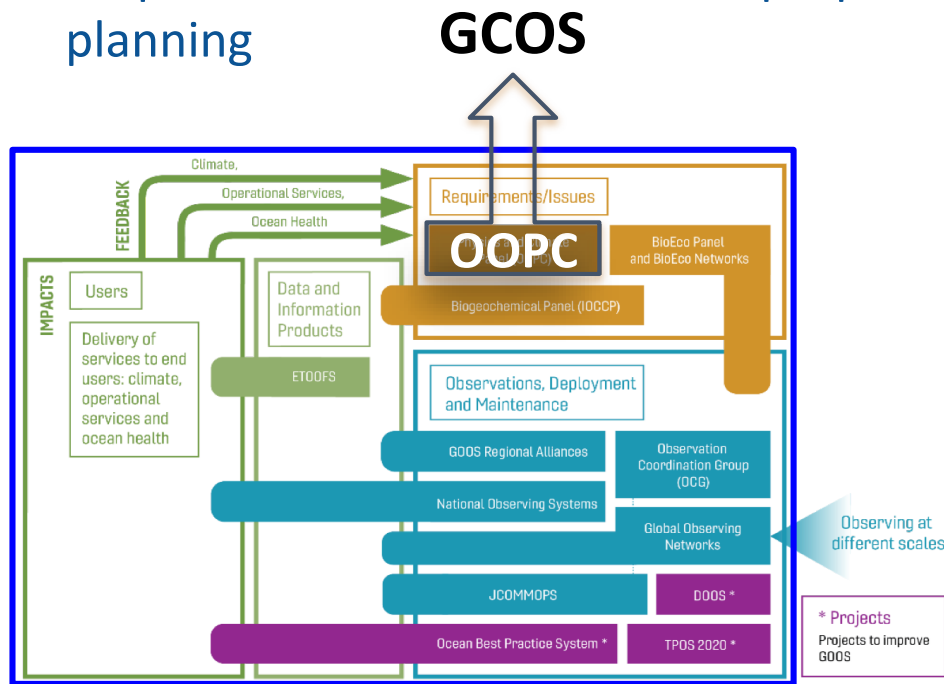 planning
GCOS
Climate,
Operational Services,
Ocean Health
FEEDBACK
Requirements/Issues
OOPC
BioEco Panel
and BioEco Networks
Biogeochemical Panel (IOCCP)
IMPACTS
Users
Delivery of
services to end
users: climate,
operational
services and
ocean health
Data and
Information
Products
ETOOFS
Observations, Deployment
and Maintenance
GOOS Regional Alliances
Observation
Coordination Group
(OCG)
National Observing Systems
Global Observing
Networks
Observing at
different scales
JCOMMOPS
DOOS *
Ocean Best Practice System *
TPOS 2020 *
* Projects
Projects to improve
GOOS